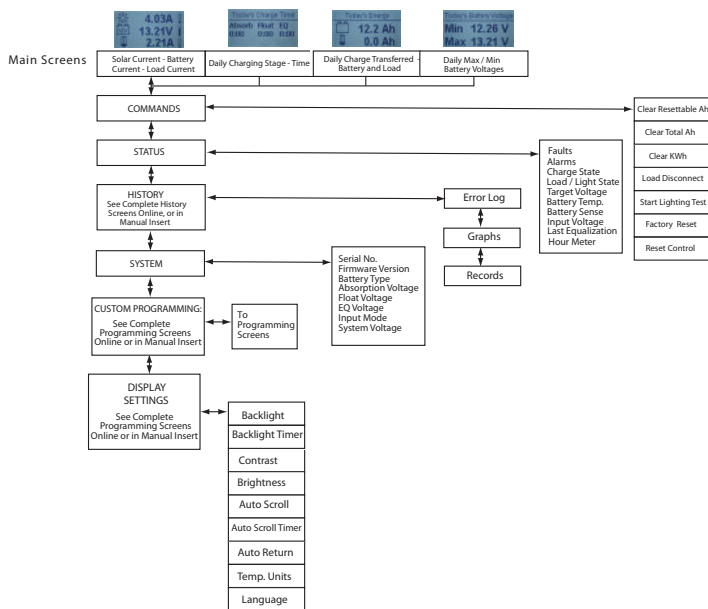 4.03A
13.21V
2.21A
Today's Charge Time
Absorb Float EQ
0:00 0:00 0:00
Today's Energy
12.2 Ah
0.0 Ah
Today's Battery Voltage
Min 12.26 V
Max 13.21 V
Main Screens
Solar Current - Battery
Current - Load Current
Daily Charging Stage - Time
Daily Charge Transferred -
Battery and Load
Daily Max / Min
Battery Voltages
COMMANDS
Clear Resettable Ah
Clear Total Ah
Clear KWh
Load Disconnect
Start Lighting Test
Factory Reset
Reset Control
STATUS
Faults
Alarms
Charge State
Load / Light State
Target Voltage
Battery Temp.
Battery Sense
Input Voltage
Last Equalization
Hour Meter
HISTORY
See Complete History
Screens Online, or in
Manual Insert
Error Log
Graphs
Records
SYSTEM
Serial No.
Firmware Version
Battery Type
Absorption Voltage
Float Voltage
EQ Voltage
Input Mode
System Voltage
CUSTOM PROGRAMMING:
See Complete
Programming Screens
Online or in Manual Insert
To
Programming
Screens
DISPLAY
SETTINGS
See Complete
Programming Screens
Online or in Manual Insert
Backlight
Backlight Timer
Contrast
Brightness
Auto Scroll
Auto Scroll Timer
Auto Return
Temp. Units
Language